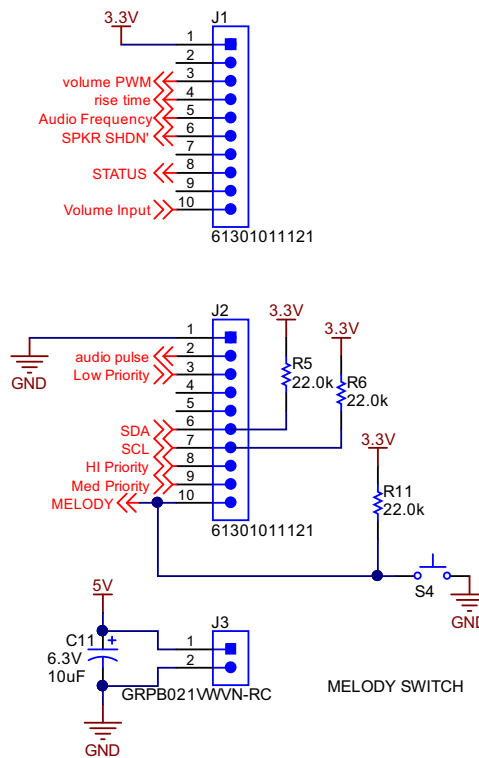 3.3V
J1
1
2
volume PWM 3
rise time 4
Audio Frequency 5
SPKR SHDN' 6
7
STATUS 8
9
Volume Input 10
61301011121
J2
3.3V
3.3V
1
audio pulse 2
Low Priority 3
4
5
SDA 6
SCL 7
HI Priority 8
Med Priority 9
MELODY 10
61301011121
GND
R5
22.0k
R6
22.0k
3.3V
R11
22.0k
S4
GND
5V
C11
+
6.3V
10uF
J3
1
2
GRPB021VWVN-RC
MELODY SWITCH
GND